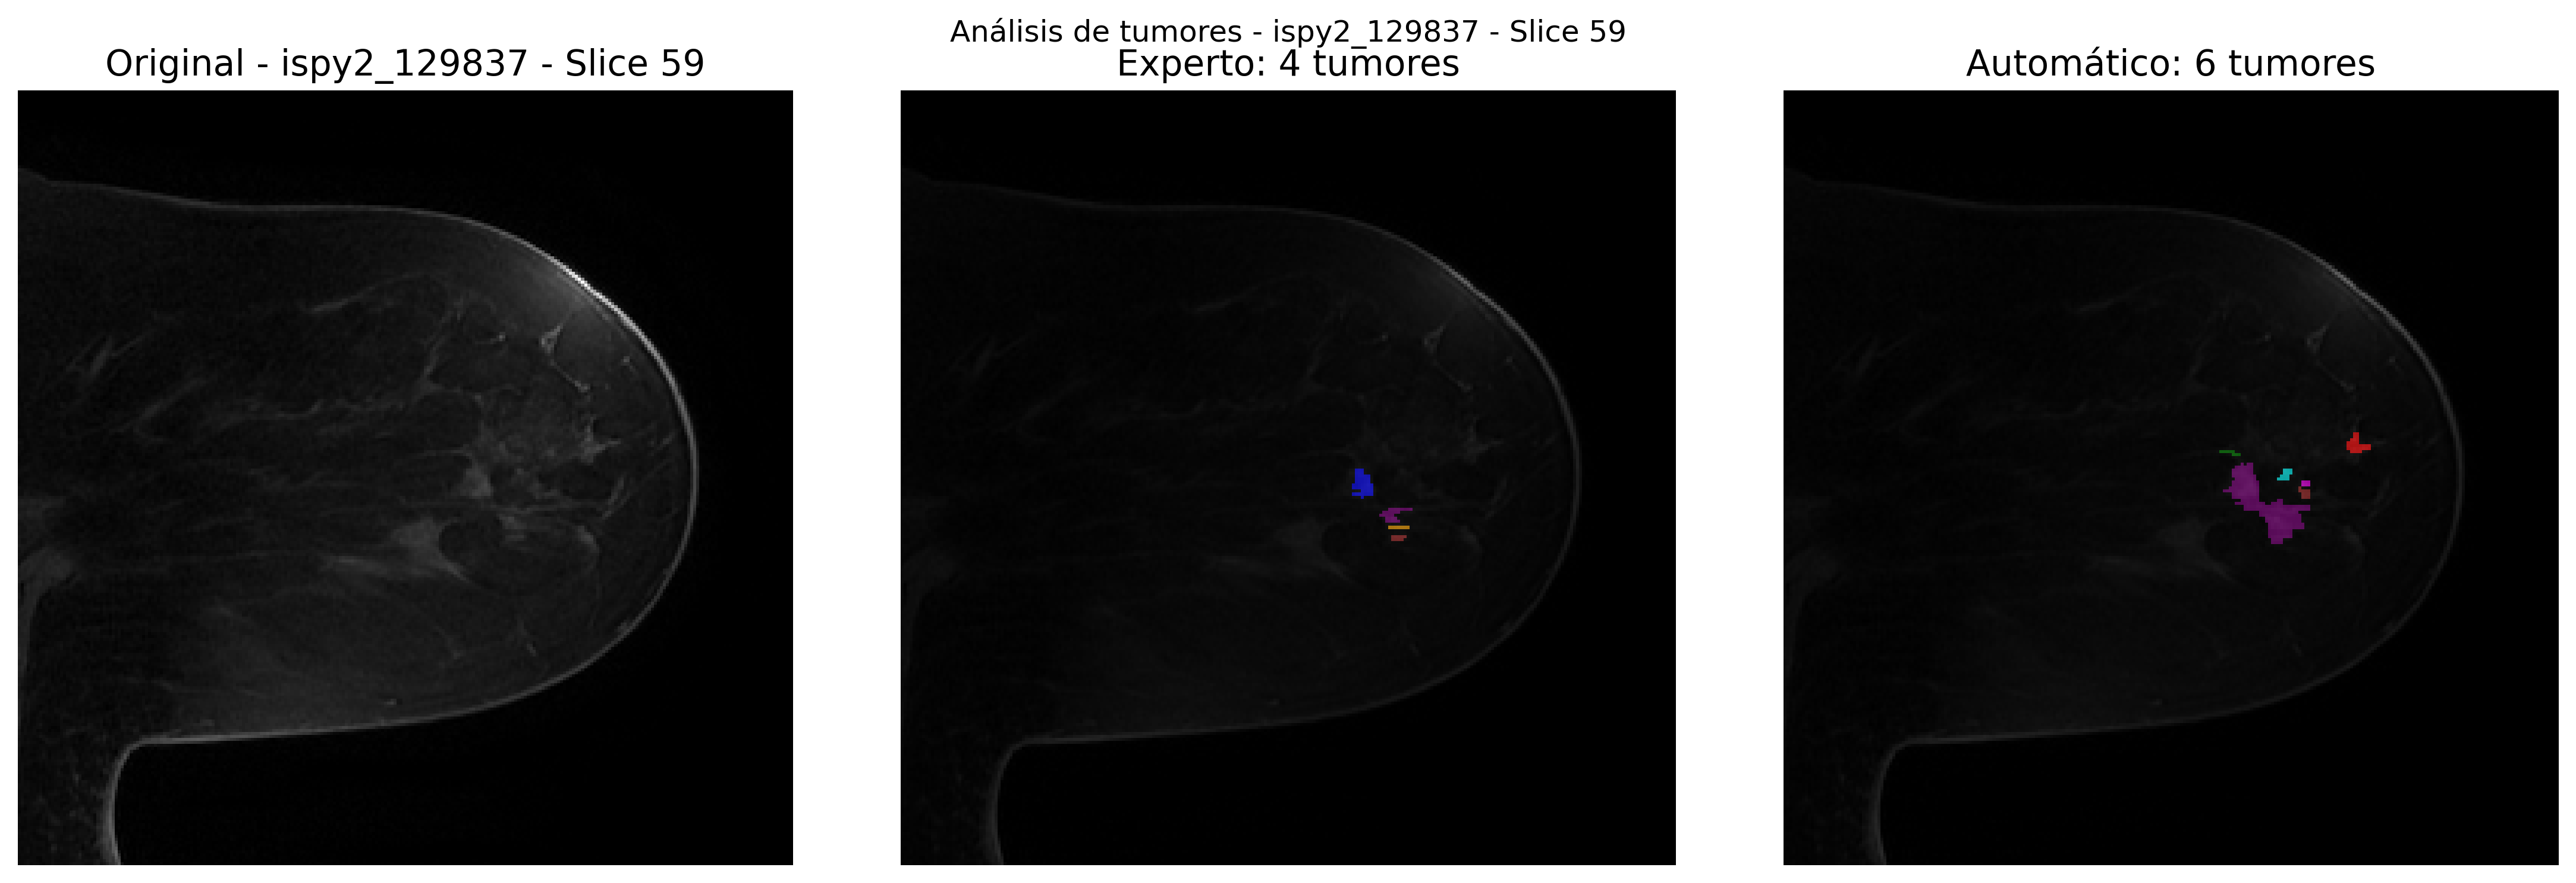 Análisis de tumores - ispy2_129837 - Slice 59
Original - ispy2_129837 - Slice 59
Experto: 4 tumores
Automático: 6 tumores